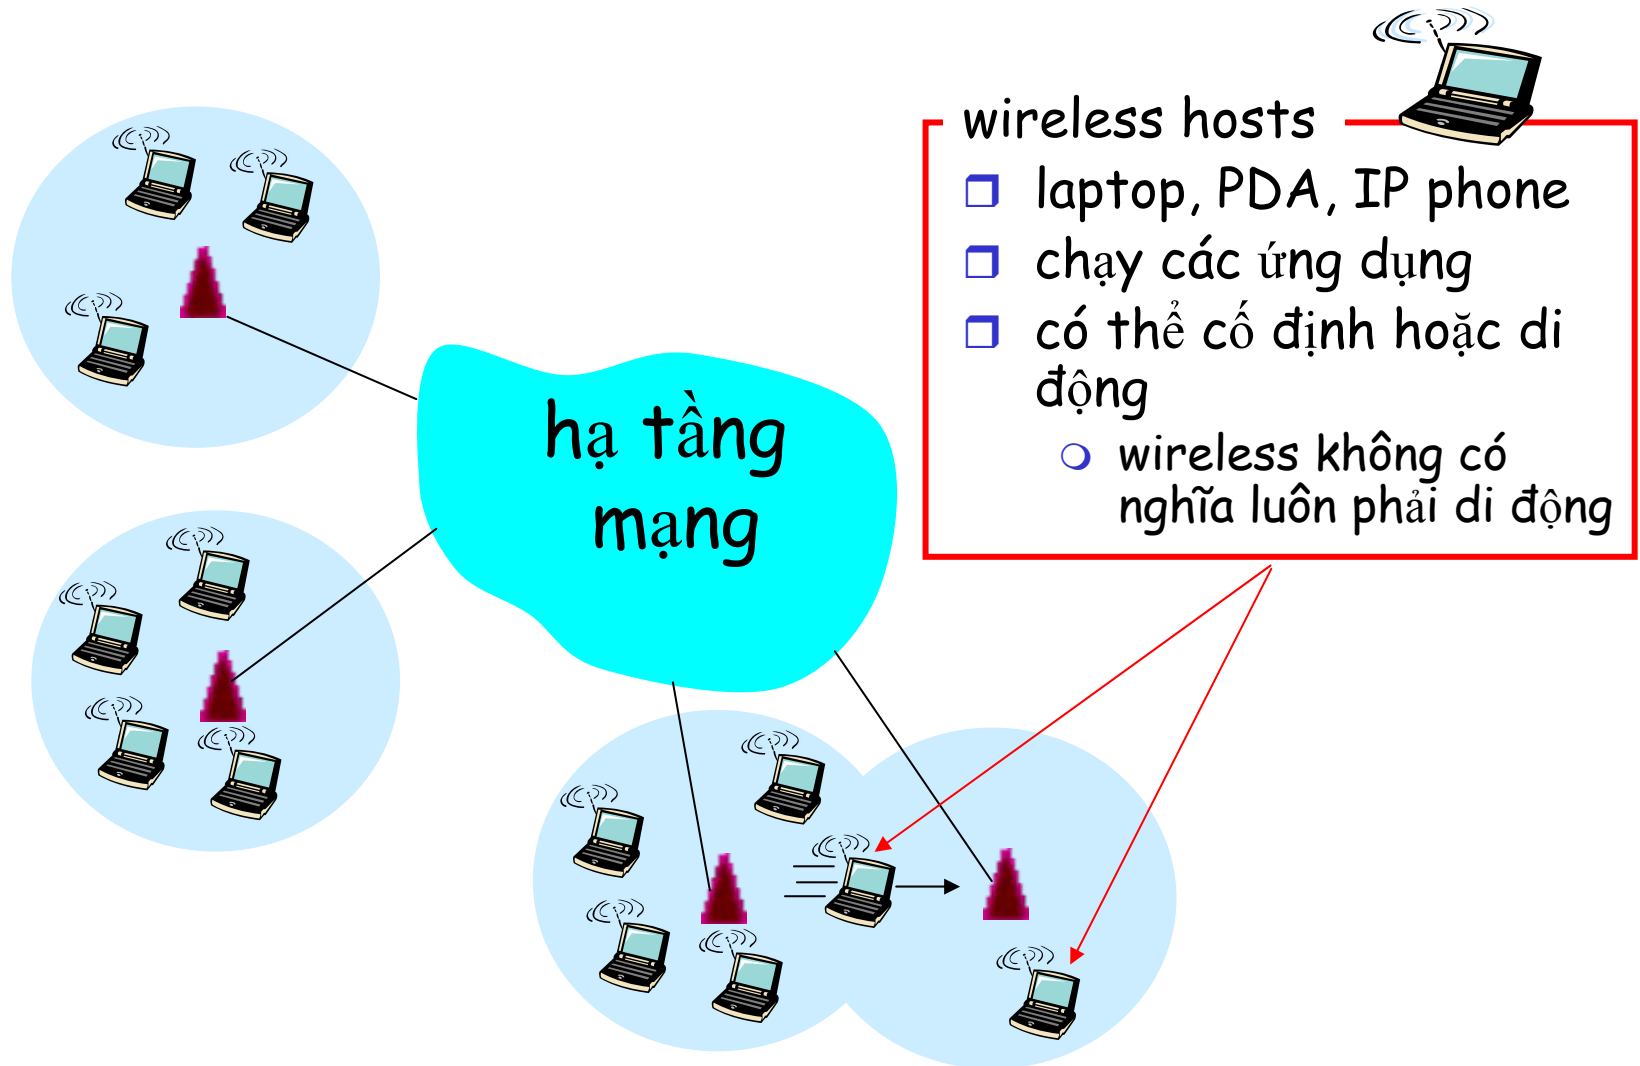 wireless hosts
laptop, PDA, IP phone
chạy các ứng dụng
có thể cố định hoặc di
động
wireless không có
nghĩa luôn phải di động
hạ tầng
mạng